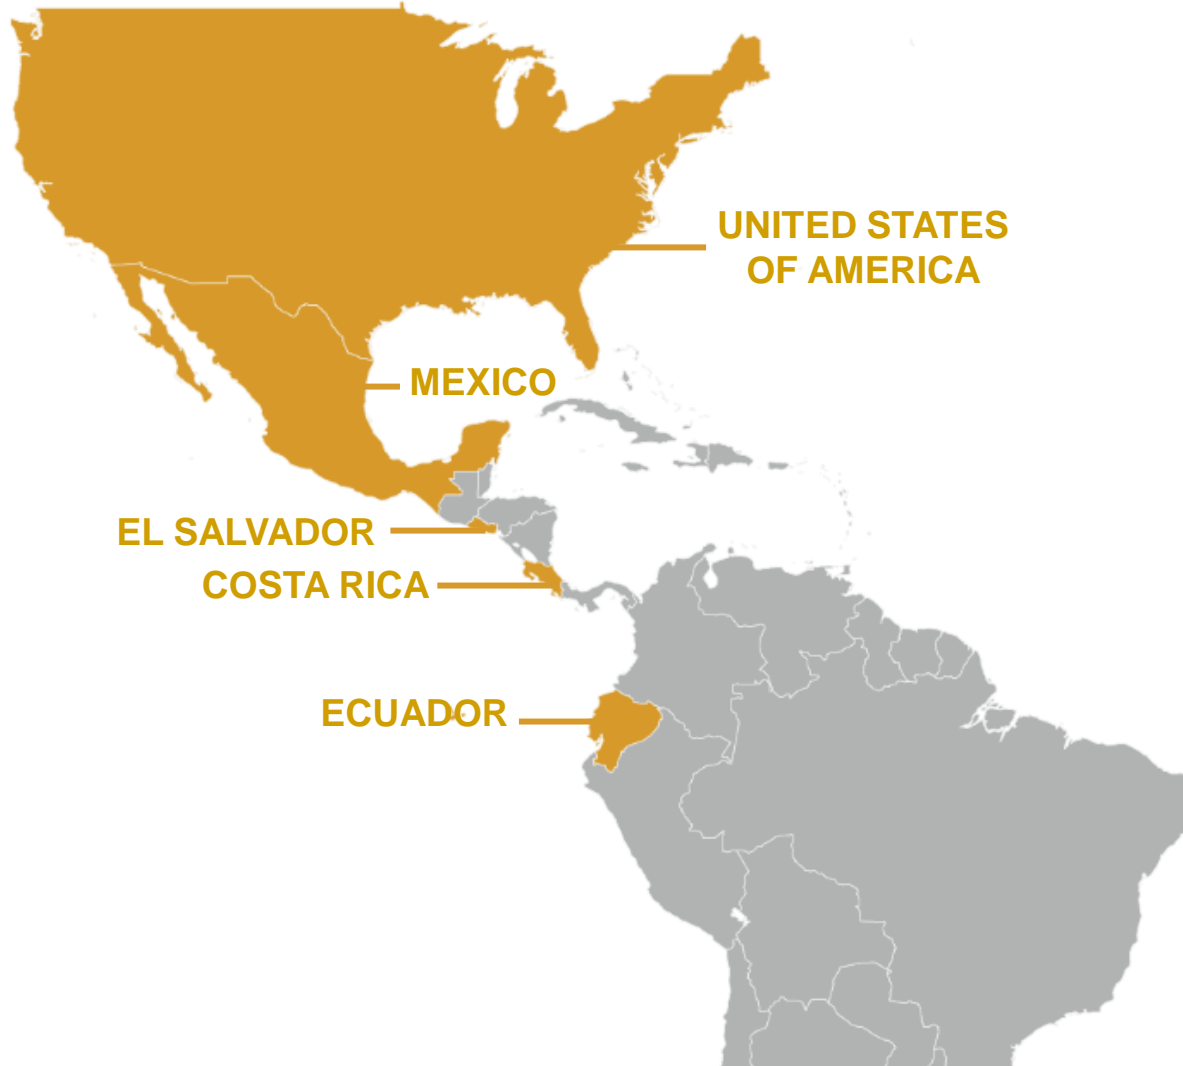 UNITED STATES
OF AMERICA
MEXICO
EL SALVADOR
COSTA RICA
ECUADOR